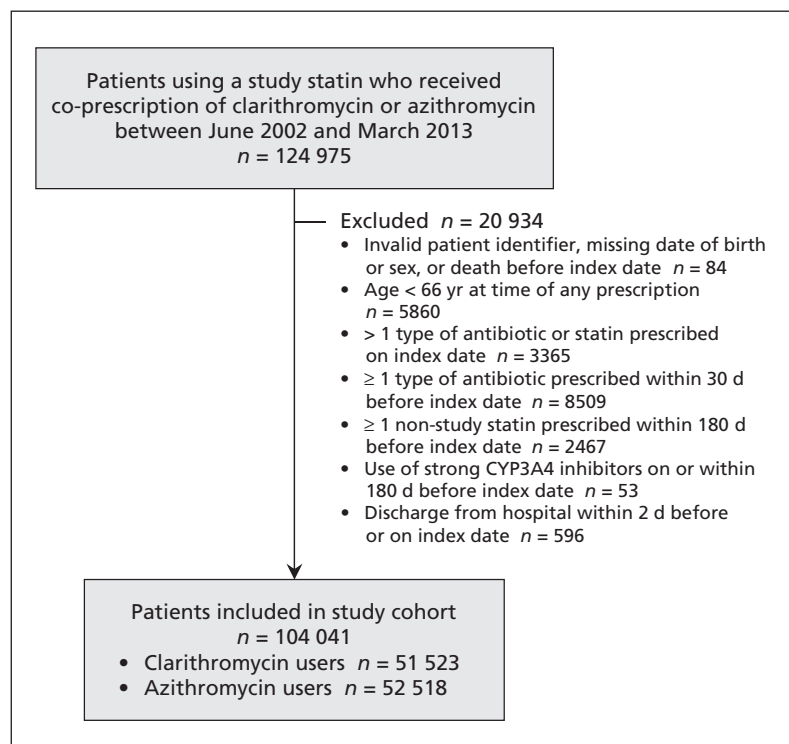 Patients using a study statin who received
co-prescription of clarithromycin or azithromycin
between June 2002 and March 2013
n = 124 975
Excluded n = 20 934
• Invalid patient identifier, missing date of birth
or sex, or death before index date n = 84
• Age < 66 yr at time of any prescription
n = 5860
• > 1 type of antibiotic or statin prescribed
on index date n = 3365
• ≥ 1 type of antibiotic prescribed within 30 d
before index date n = 8509
• ≥ 1 non-study statin prescribed within 180 d
before index date n = 2467
• Use of strong CYP3A4 inhibitors on or within
180 d before index date n = 53
• Discharge from hospital within 2 d before
or on index date n = 596
Patients included in study cohort
n = 104 041
• Clarithromycin users n = 51 523
• Azithromycin users n = 52 518